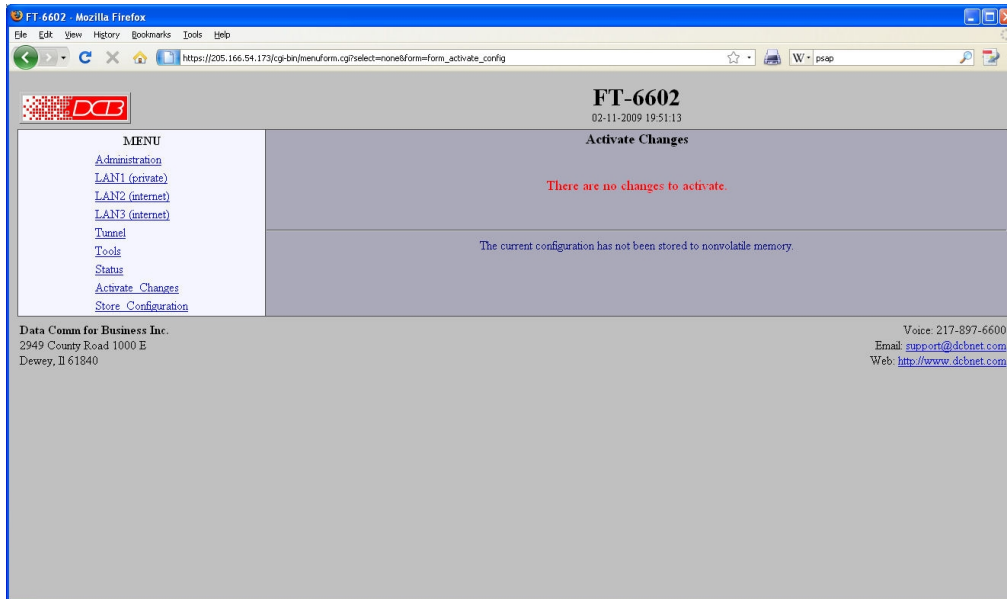 FT-6602 - Mozilla Firefox
File Edit View History Bookmarks Tools Help
https://205.166.54.173/cgi-bin/menuform.cgi?select=none&form=form_activate_config
W psap
DCB
FT-6602
02-11-2009 19:51:13
MENU
Administration
LAN1 (private)
LAN2 (internet)
LAN3 (internet)
Tunnel
Tools
Status
Activate Changes
Store Configuration
Activate Changes
There are no changes to activate.
The current configuration has not been stored to nonvolatile memory.
Data Comm for Business Inc.
2949 County Road 1000 E
Dewey, Il 61840
Voice: 217-897-6600
Email: support@dcbnet.com
Web: http://www.dcbnet.com